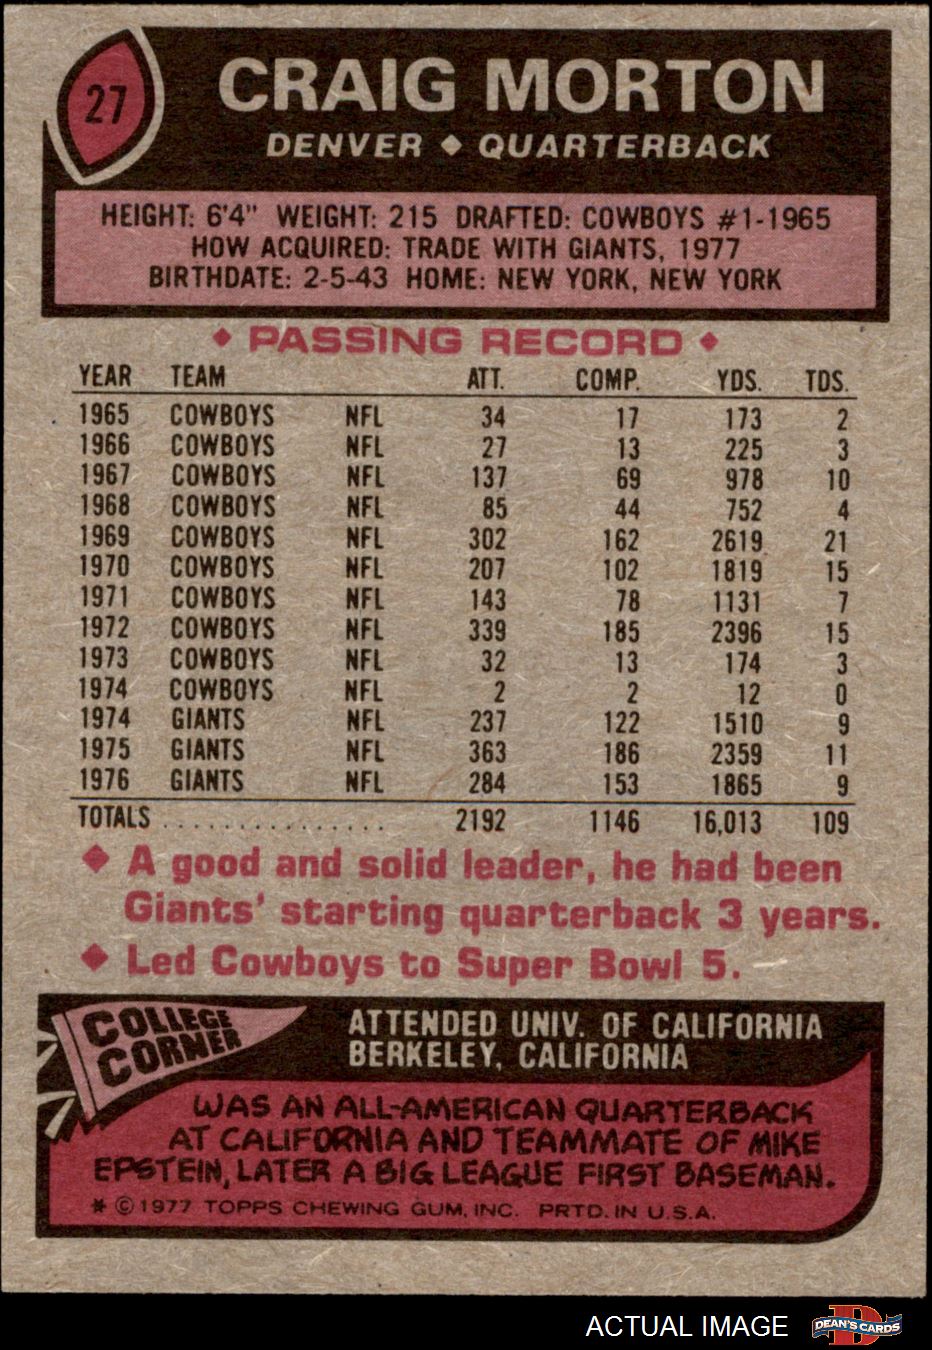 27
CRAIG MORTON
DENVER ◆ QUARTERBACK
HEIGHT: 6'4" WEIGHT: 215 DRAFTED: COWBOYS #1-1965
HOW ACQUIRED: TRADE WITH GIANTS, 1977
BIRTHDATE: 2-5-43 HOME: NEW YORK, NEW YORK
◆ PASSING RECORD ◆
YEAR TEAM ATT. COMP. YDS. TDS.
1965 COWBOYS NFL 34 17 173 2
1966 COWBOYS NFL 27 13 225 3
1967 COWBOYS NFL 137 69 978 10
1968 COWBOYS NFL 85 44 752 4
1969 COWBOYS NFL 302 162 2619 21
1970 COWBOYS NFL 207 102 1819 15
1971 COWBOYS NFL 143 78 1131 7
1972 COWBOYS NFL 339 185 2396 15
1973 COWBOYS NFL 32 13 174 3
1974 COWBOYS NFL 2 2 12 0
1974 GIANTS NFL 237 122 1510 9
1975 GIANTS NFL 363 186 2359 11
1976 GIANTS NFL 284 153 1865 9
TOTALS ............... 2192 1146 16,013 109
◆ A good and solid leader, he had been
Giants' starting quarterback 3 years.
◆ Led Cowboys to Super Bowl 5.
COLLEGE
CORNER
ATTENDED UNIV. OF CALIFORNIA
BERKELEY, CALIFORNIA
WAS AN ALL-AMERICAN QUARTERBACK
AT CALIFORNIA AND TEAMMATE OF MIKE
EPSTEIN, LATER A BIG LEAGUE FIRST BASEMAN.
* © 1977 TOPPS CHEWING GUM, INC. PRTD. IN U.S.A.
ACTUAL IMAGE
D
DEAN'S CARDS